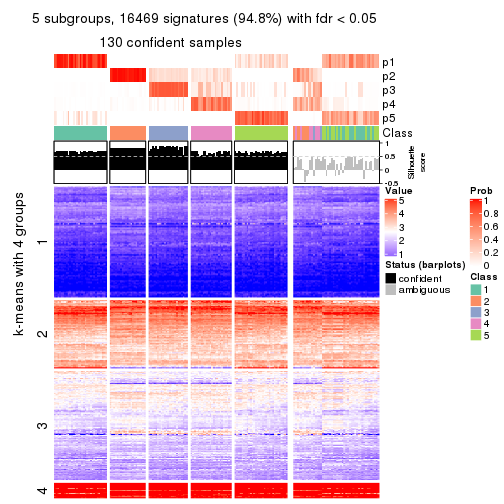 5 subgroups, 16469 signatures (94.8%) with fdr < 0.05
130 confident samples
p1
p2
p3
p4
p5
Class
1
0.5
0
-0.5
Silhouette
score
k-means with 4 groups
1
2
3
4
Value
5
4
3
2
1
Status (barplots)
confident
ambiguous
Prob
1
0.8
0.6
0.4
0.2
0
Class
1
2
3
4
5